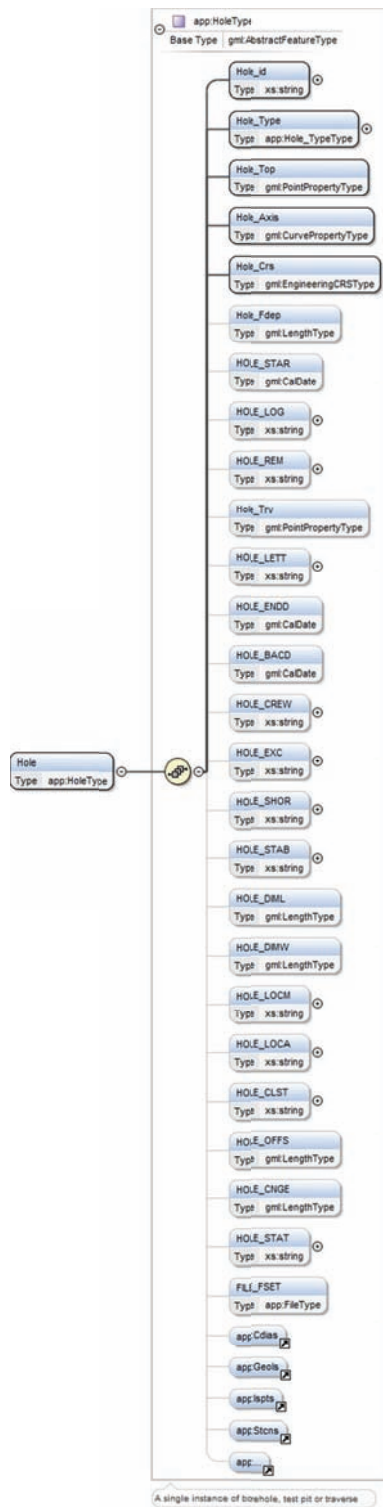 app:HoleType
Base Type gml:AbstractFeatureType
Hole_id
Type xs:string
Hole_Type
Type app:Hole_TypeType
Hole_Top
Type gml:PointPropertyType
Hole_Axis
Type gml:CurvePropertyType
Hole_Crs
Type gml:EngineeringCRSType
Hole_Fdep
Type gml:LengthType
HOLE_STAR
Type gml:CalDate
HOLE_LOG
Type xs:string
HOLE_REM
Type xs:string
Hole_Trv
Type gml:PointPropertyType
HOLE_LETT
Type xs:string
HOLE_ENDD
Type gml:CalDate
HOLE_BACD
Type gml:CalDate
HOLE_CREW
Type xs:string
Hole
Type app:HoleType
HOLE_EXC
Type xs:string
HOLE_SHOR
Type xs:string
HOLE_STAB
Type xs:string
HOLE_DIML
Type gml:LengthType
HOLE_DIMW
Type gml:LengthType
HOLE_LOCM
Type xs:string
HOLE_LOCA
Type xs:string
HOLE_CLST
Type xs:string
HOLE_OFFS
Type gml:LengthType
HOLE_CNGE
Type gml:LengthType
HOLE_STAT
Type xs:string
FILE_FSET
Type app:FileType
app:Cdias
app:Geols
app:Ispts
app:Stcns
app:...
A single instance of borehole, test pit or traverse